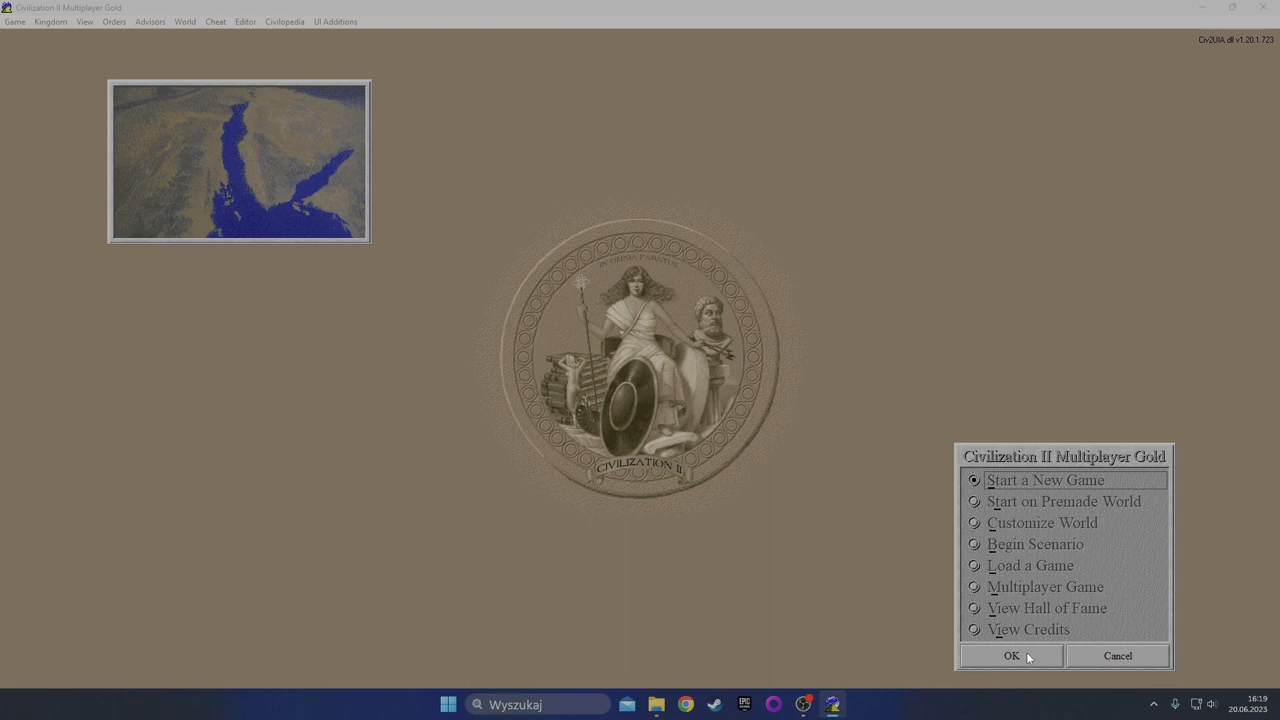 Civilization II Multiplayer Gold
Game Kingdom View Orders Advisors World Cheat Editor Civilopedia UI Additions
Civ2UIA.dll v1.20.1.723
IN OMNIA PARATUS
CIVILIZATION II
Civilization II Multiplayer Gold
Start a New Game
Start on Premade World
Customize World
Begin Scenario
Load a Game
Multiplayer Game
View Hall of Fame
View Credits
OK Cancel
Wyszukaj
EPIC
16:19
20.06.2023